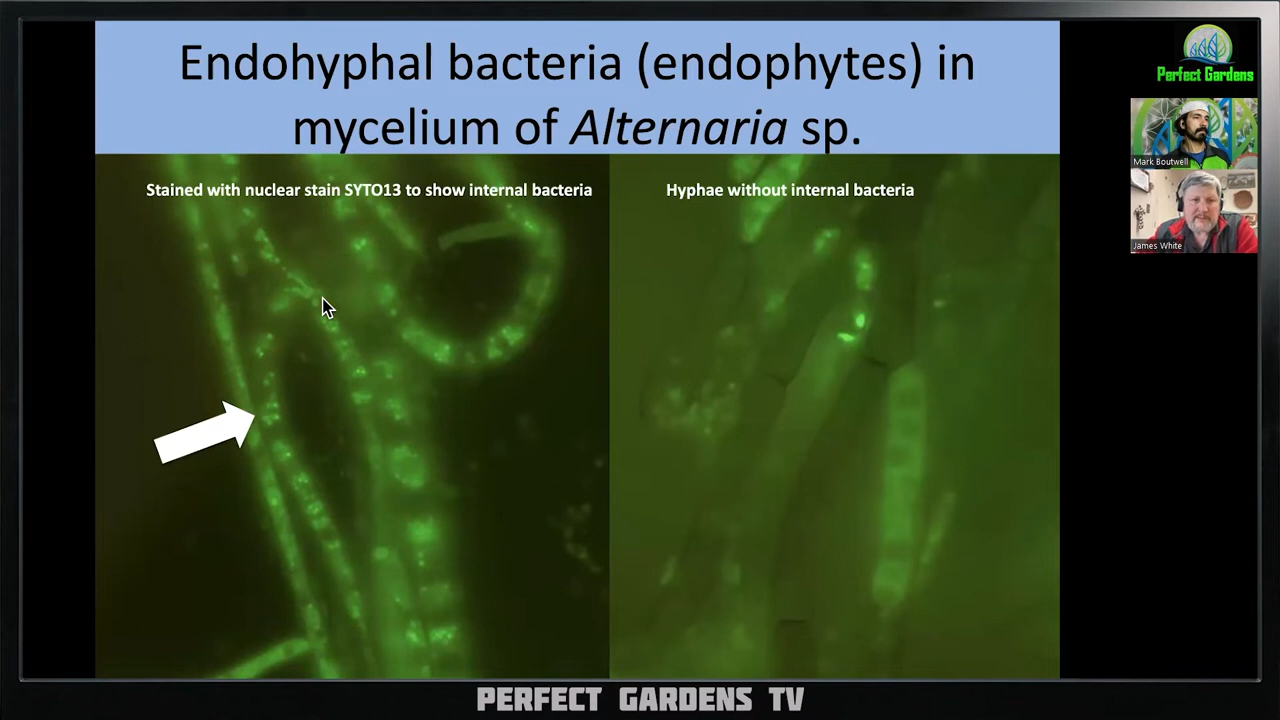 Endohyphal bacteria (endophytes) in
mycelium of Alternaria sp.
Stained with nuclear stain SYTO13 to show internal bacteria
Hyphae without internal bacteria
Perfect Gardens
Mark Boutwell
James White
PERFECT GARDENS TV